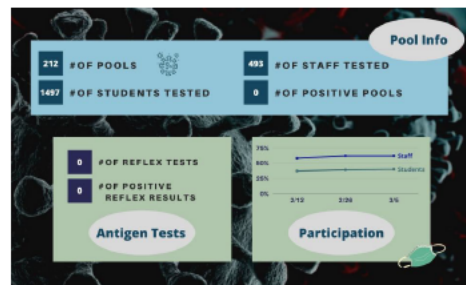 Pool Info
212 #OF POOLS
493 #OF STAFF TESTED
1497 #OF STUDENTS TESTED
0 #OF POSITIVE POOLS
0 #OF REFLEX TESTS
0 #OF POSITIVE
REFLEX RESULTS
Antigen Tests
75%
50%
25%
0%
Staff
Students
2/12 2/26 3/5
Participation